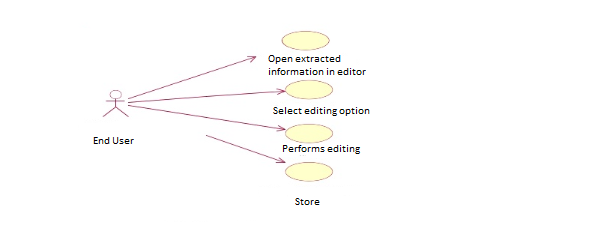 Open extracted
information in editor
Select editing option
End User
Performs editing
Store